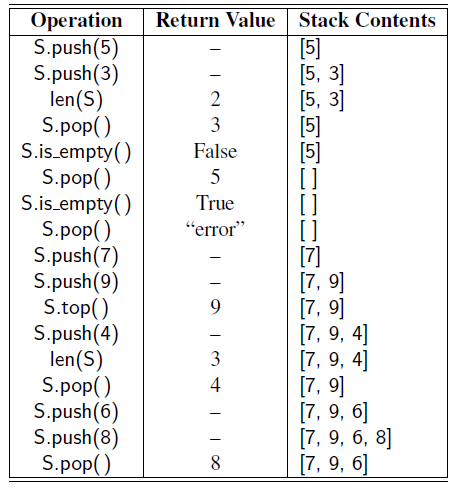 Operation Return Value Stack Contents
S.push(5) – [5]
S.push(3) – [5, 3]
len(S) 2 [5, 3]
S.pop( ) 3 [5]
S.is_empty( ) False [5]
S.pop( ) 5 [ ]
S.is_empty( ) True [ ]
S.pop( ) “error” [ ]
S.push(7) – [7]
S.push(9) – [7, 9]
S.top( ) 9 [7, 9]
S.push(4) – [7, 9, 4]
len(S) 3 [7, 9, 4]
S.pop( ) 4 [7, 9]
S.push(6) – [7, 9, 6]
S.push(8) – [7, 9, 6, 8]
S.pop( ) 8 [7, 9, 6]